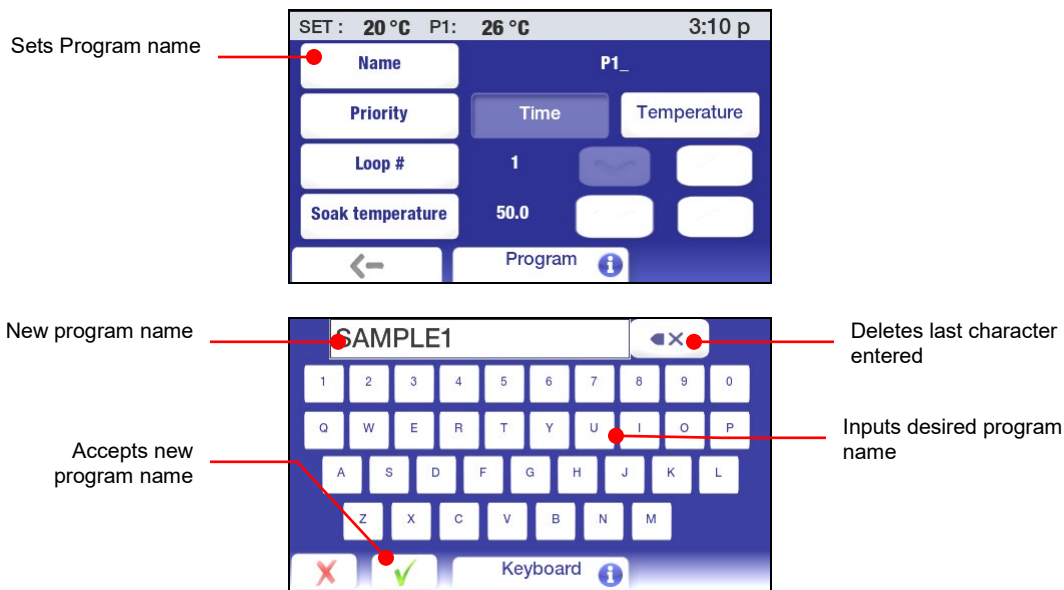 SET : 20 °C P1: 26 °C 3:10 p
Sets Program name
Name P1_
Priority Time Temperature
Loop # 1
Soak temperature 50.0
Program i
New program name
SAMPLE1
Deletes last character
entered
1 2 3 4 5 6 7 8 9 0
Q W E R T Y U I O P
Inputs desired program
name
A S D F G H J K L
Accepts new
program name
Z X C V B N M
Keyboard i